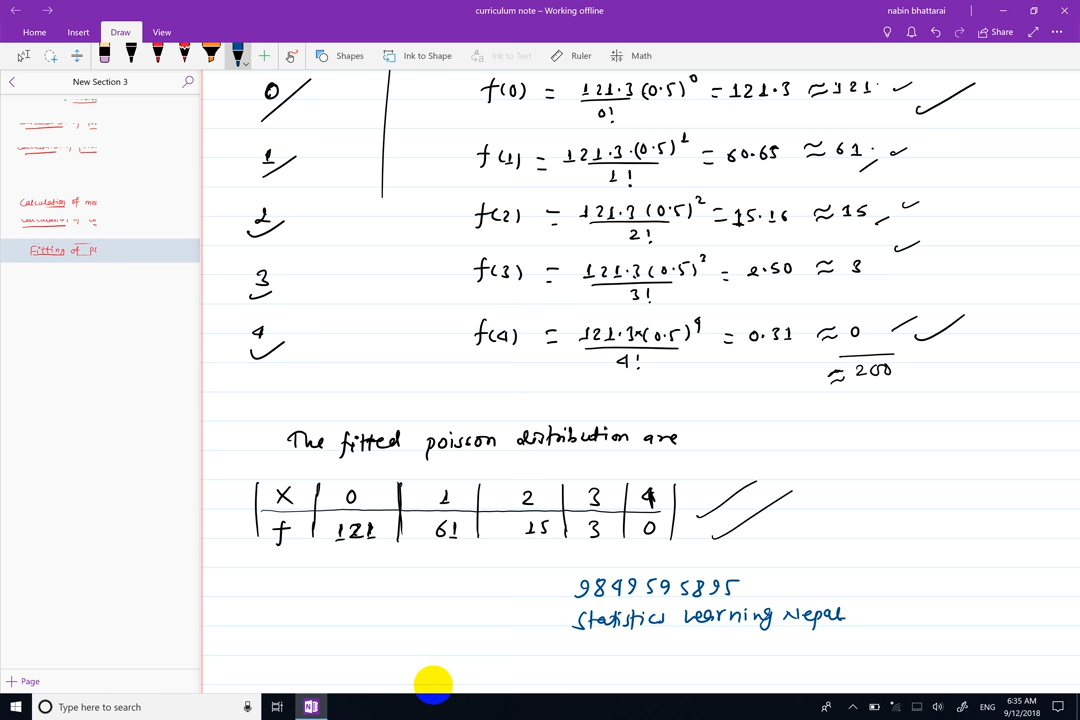 curriculum note – Working offline
nabin bhattarai
Home Insert Draw View
Share
Shapes Ink to Shape Ink to Text Ruler Math
New Section 3
Calculation of me
Fitting of po
+ Page
0 f(0) = 121.3(0.5)^0/0! = 121.3 ≈ 121.
1 f(1) = 121.3.(0.5)^1/1! = 60.65 ≈ 61.
2 f(2) = 121.3(0.5)^2/2! = 15.16 ≈ 15
3 f(3) = 121.3(0.5)^3/3! = 2.50 ≈ 3
4 f(4) = 121.3×(0.5)^4/4! = 0.31 ≈ 0
≈ 200
The fitted poisson distribution are
X 0 1 2 3 4
f 121 61 15 3 0
9849595895
Statistics Learning Nepal
Type here to search
ENG
6:35 AM
9/12/2018